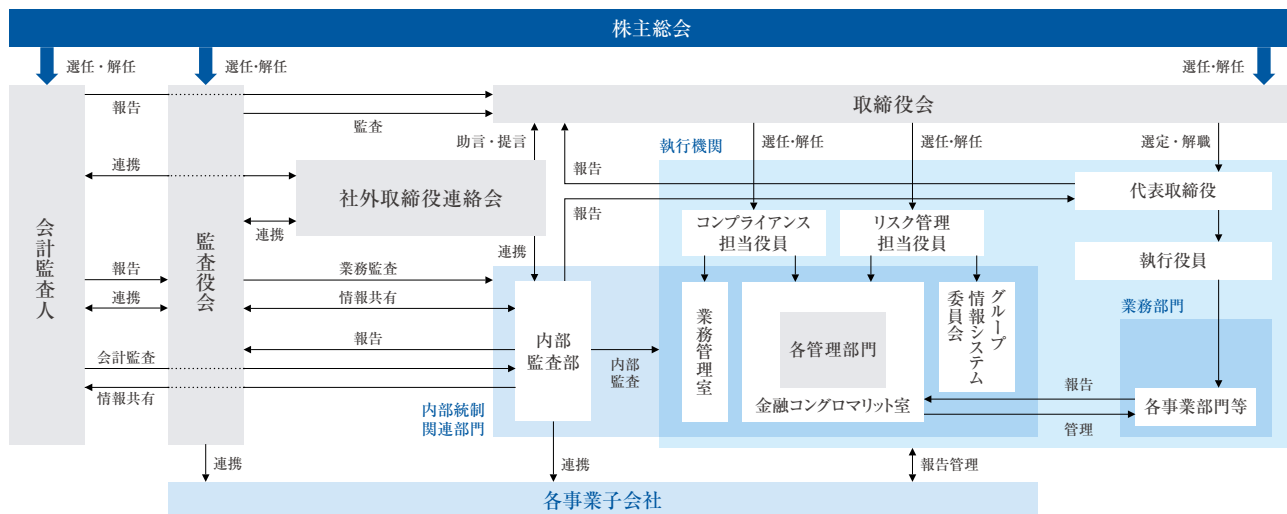 株主総会
選任・解任
選任・解任
選任・解任
報告
監査
取締役会
助言・提言
執行機関
選任・解任
選任・解任
選定・解職
連携
社外取締役連絡会
報告
代表取締役
連携
報告
コンプライアンス
担当役員
リスク管理
担当役員
会計監査人
監査役会
連携
執行役員
報告
業務監査
連携
情報共有
業務部門
内部
監査部
業務管理室
各管理部門
金融コングロマリット室
グループ
情報システム
委員会
報告
会計監査
内部
監査
情報共有
報告
各事業部門等
管理
内部統制
関連部門
連携
連携
報告管理
各事業子会社